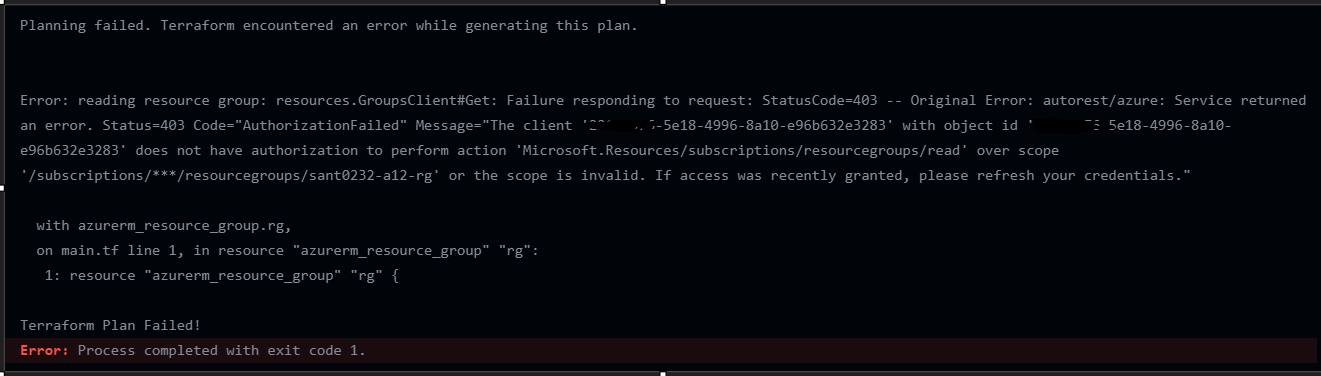 Planning failed. Terraform encountered an error while generating this plan.
Error: reading resource group: resources.GroupsClient#Get: Failure responding to request: StatusCode=403 -- Original Error: autorest/azure: Service returned
an error. Status=403 Code="AuthorizationFailed" Message="The client '-5e18-4996-8a10-e96b632e3283' with object id ' 5e18-4996-8a10-
e96b632e3283' does not have authorization to perform action 'Microsoft.Resources/subscriptions/resourcegroups/read' over scope
'/subscriptions/***/resourcegroups/sant0232-a12-rg' or the scope is invalid. If access was recently granted, please refresh your credentials."
with azurerm_resource_group.rg,
on main.tf line 1, in resource "azurerm_resource_group" "rg":
1: resource "azurerm_resource_group" "rg" {
Terraform Plan Failed!
Error: Process completed with exit code 1.